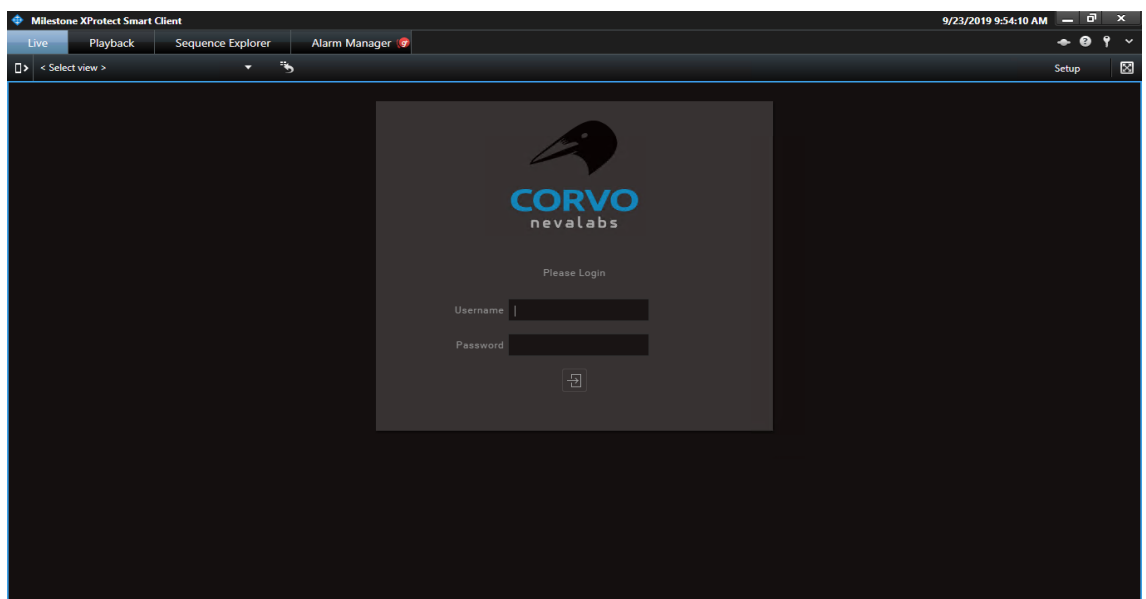 Milestone XProtect Smart Client 9/23/2019 9:54:10 AM
Live Playback Sequence Explorer Alarm Manager 9
< Select view > Setup
CORVO
nevalabs
Please Login
Username
Password